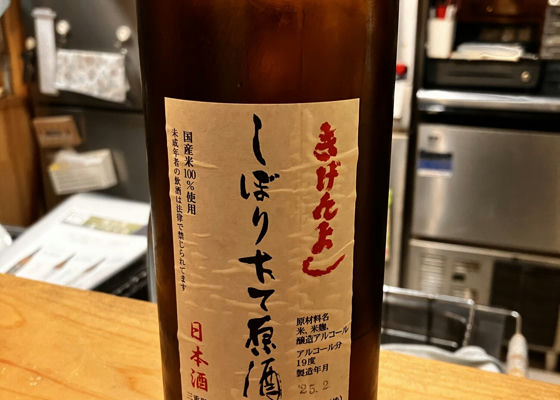 きげんよし
しぼりたて原酒
国産米100%使用
未成年者の飲酒は法律で禁じられてます
日本酒
原材料名
米、米麹、
醸造アルコール
アルコール分
19度
製造年月
25.2